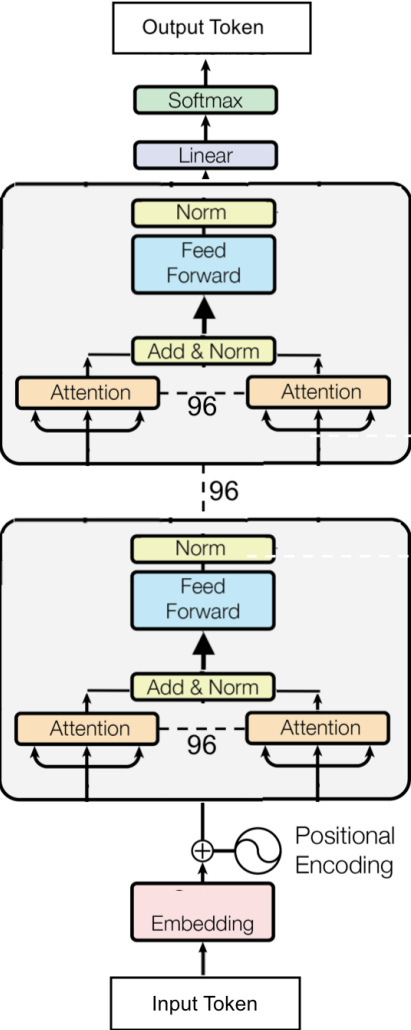 Output Token
Softmax
Linear
Norm
Feed
Forward
Add & Norm
Attention
Attention
96
96
Norm
Feed
Forward
Add & Norm
Attention
Attention
96
Positional
Encoding
Embedding
Input Token